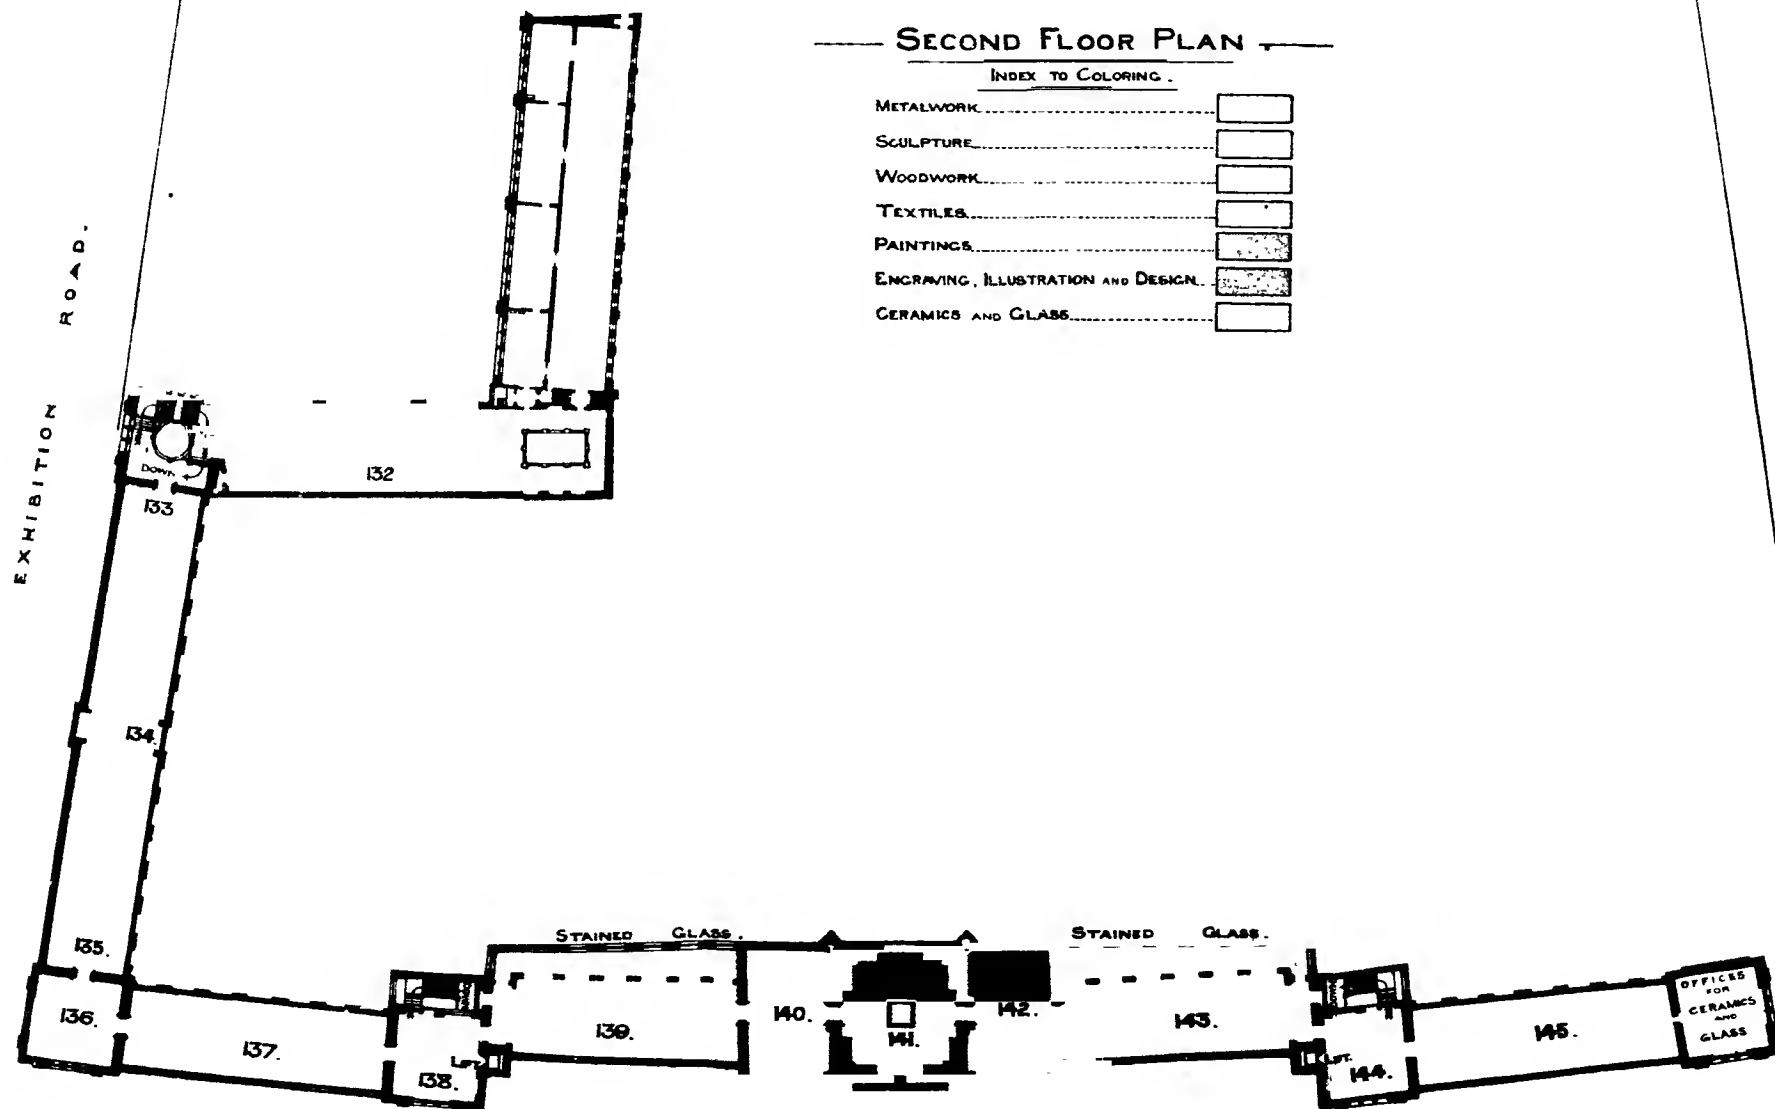 SECOND FLOOR PLAN
INDEX TO COLORING.
METALWORK
SCULPTURE
WOODWORK
TEXTILES
PAINTINGS
ENGRAVING, ILLUSTRATION AND DESIGN
CERAMICS AND GLASS
EXHIBITION ROAD.
DOWN
132
133
134.
135.
STAINED GLASS.
STAINED GLASS.
136.
137.
138.
LIFT
139.
140.
141.
142.
143.
LIFT.
144.
145.
OFFICES
FOR
CERAMICS
AND
GLASS